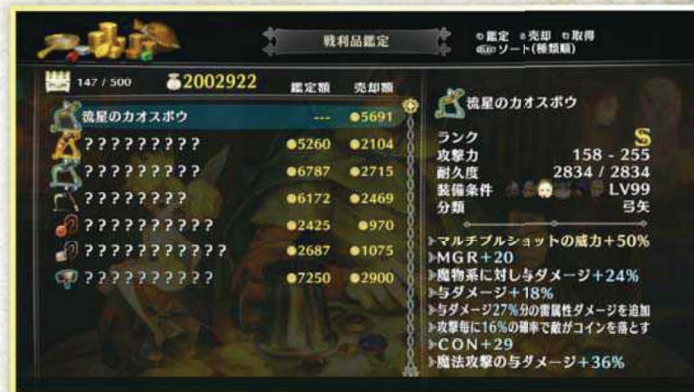 戦利品鑑定
鑑定 売却 取得
SELECT ソート(種類順)
147 / 500 2002922 鑑定額 売却額
流星のカオスボウ --- 5691
????????? 5260 2104
????????? 6787 2715
???????? 6172 2469
?????????? 2425 970
??????????? 2687 1075
?????????? 7250 2900
流星のカオスボウ
ランク S
攻撃力 158 - 255
耐久度 2834 / 2834
装備条件 LV99
分類 弓矢
マルチプルショットの威力+50%
MGR+20
魔物系に対し与ダメージ+24%
与ダメージ+18%
与ダメージ27%分の雷属性ダメージを追加
攻撃毎に16%の確率で敵がコインを落とす
CON+29
魔法攻撃の与ダメージ+36%